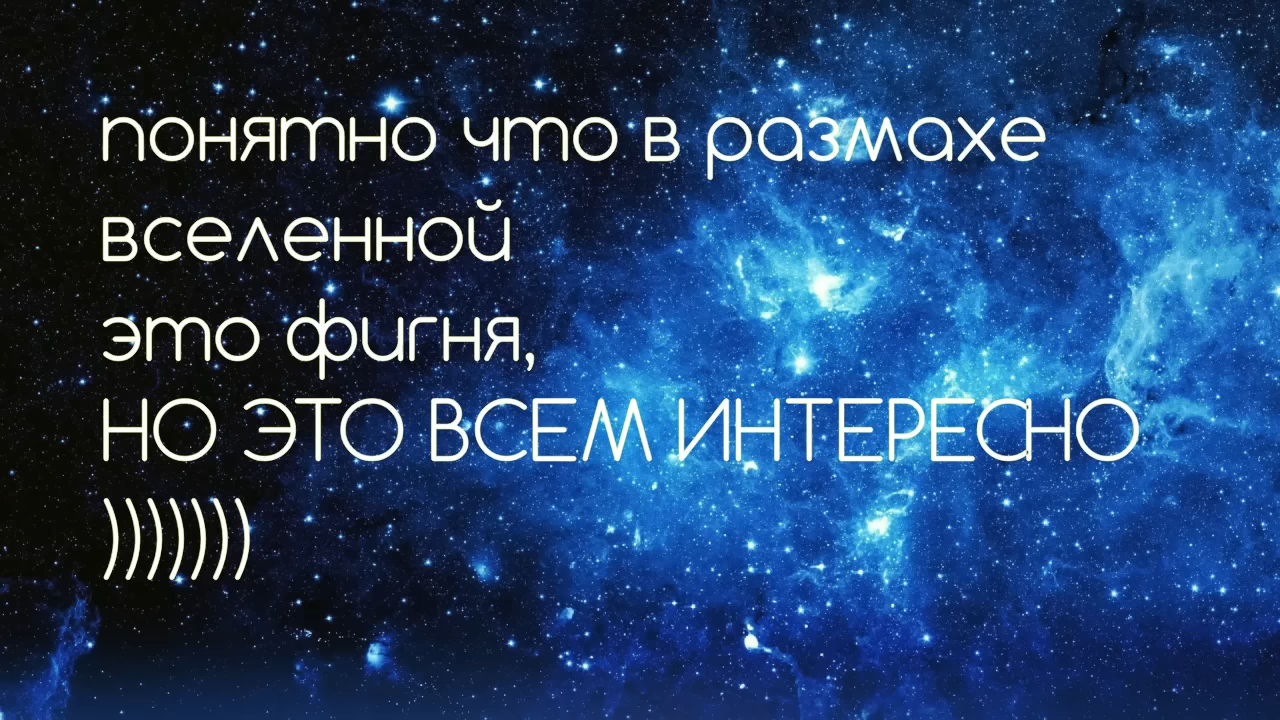 понятно что в размахе
вселенной
это фигня,
НО ЭТО ВСЕМ ИНТЕРЕСНО
)))))))